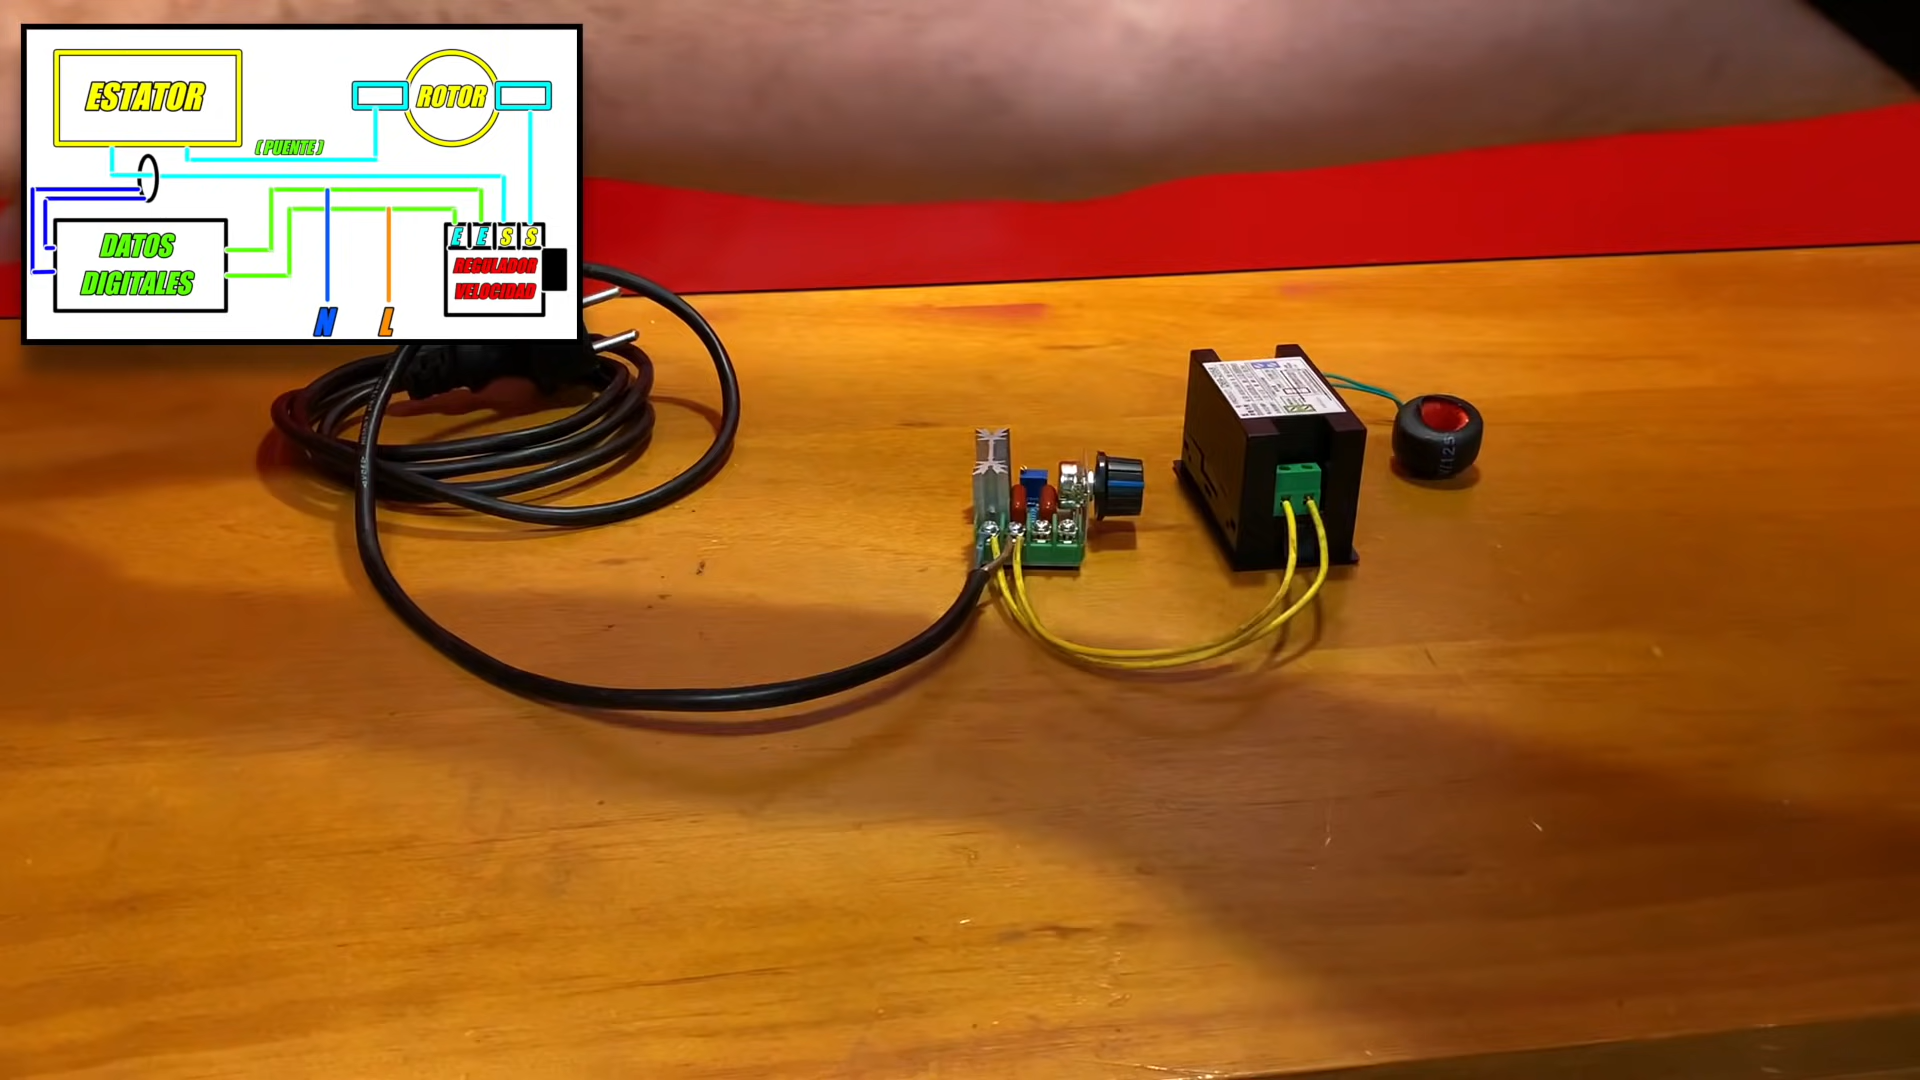 ESTATOR
ROTOR
( PUENTE )
DATOS
DIGITALES
E E S S
REGULADOR
VELOCIDAD
N L